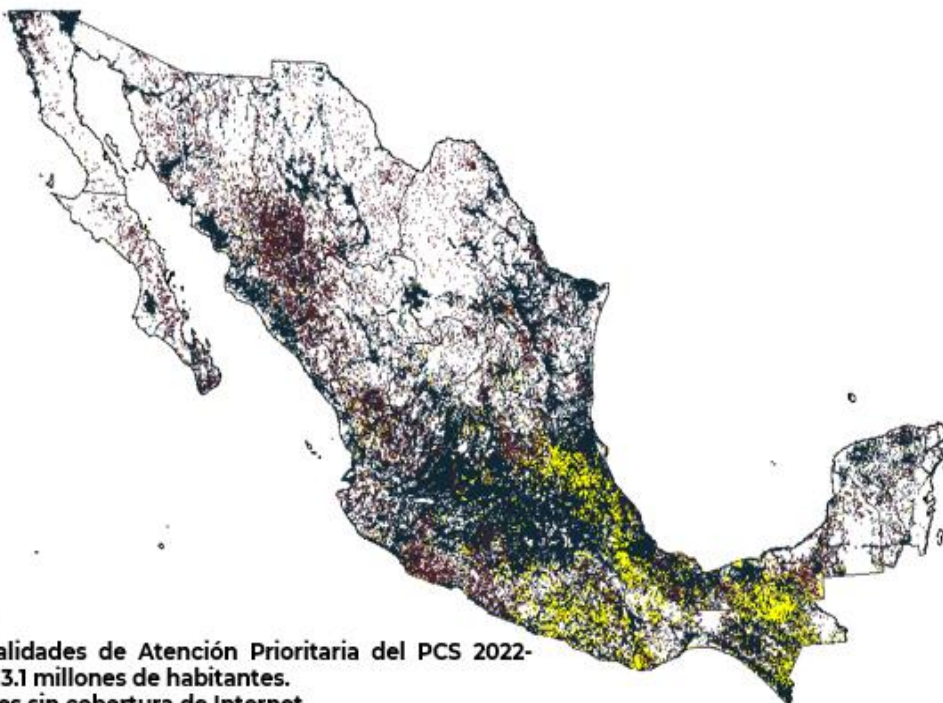 alidades de Atención Prioritaria del PCS 2022-
3.1 millones de habitantes.
es sin cobertura de Internet